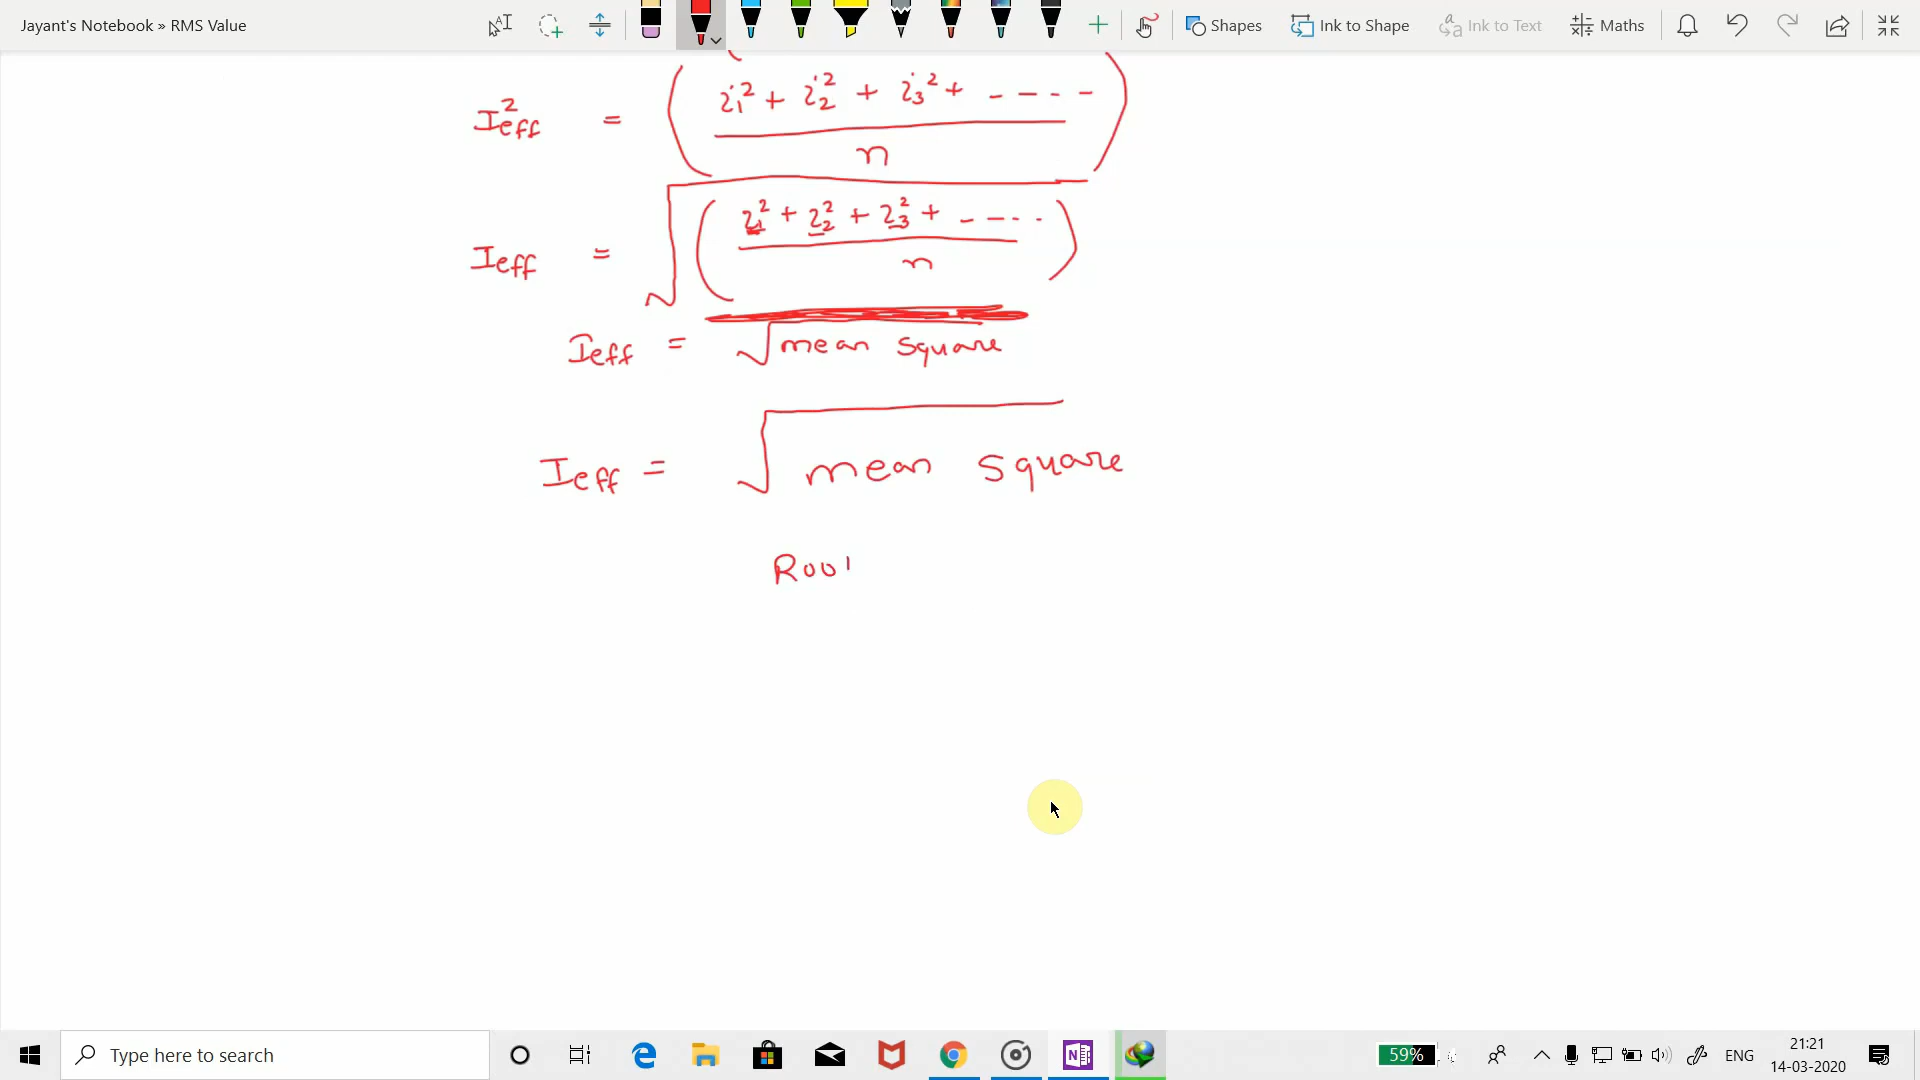 Jayant's Notebook » RMS Value
Shapes
Ink to Shape
Ink to Text
Maths
I²eff = (i₁² + i₂² + i₃² + - - - - / n)
Ieff = √(i₁² + i₂² + i₃² + - - - - / n)
Ieff = √mean square
Ieff = √mean square
Roo
Type here to search
59%
ENG
21:21
14-03-2020